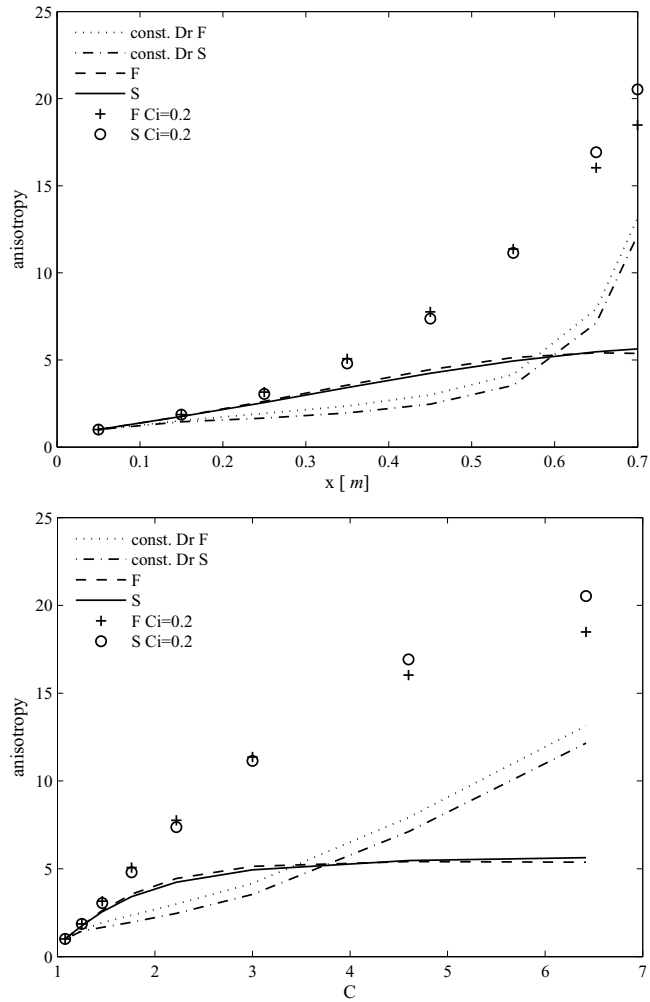 25
20
15
10
5
0
anisotropy
const. Dr F
const. Dr S
F
S
F Ci=0.2
S Ci=0.2
0 0.1 0.2 0.3 0.4 0.5 0.6 0.7
x [ m]
25
20
15
10
5
0
anisotropy
const. Dr F
const. Dr S
F
S
F Ci=0.2
S Ci=0.2
1 2 3 4 5 6 7
C